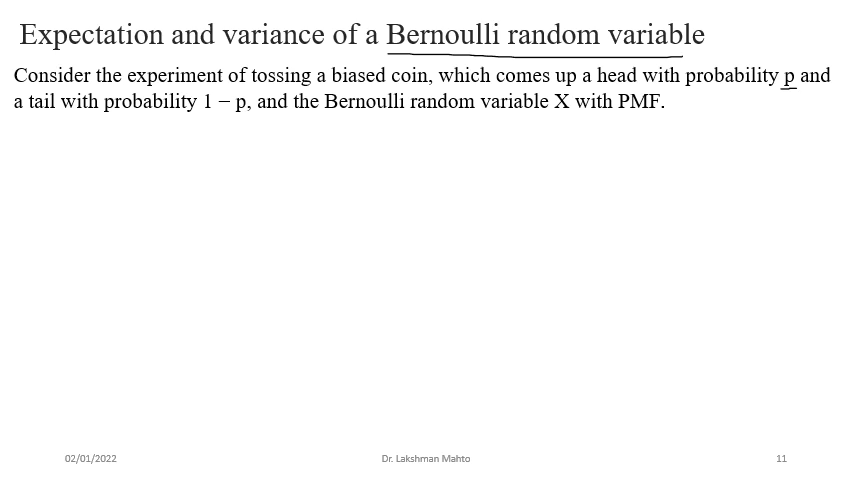 Expectation and variance of a Bernoulli random variable
Consider the experiment of tossing a biased coin, which comes up a head with probability p and
a tail with probability 1 − p, and the Bernoulli random variable X with PMF.
02/01/2022
Dr. Lakshman Mahto
11